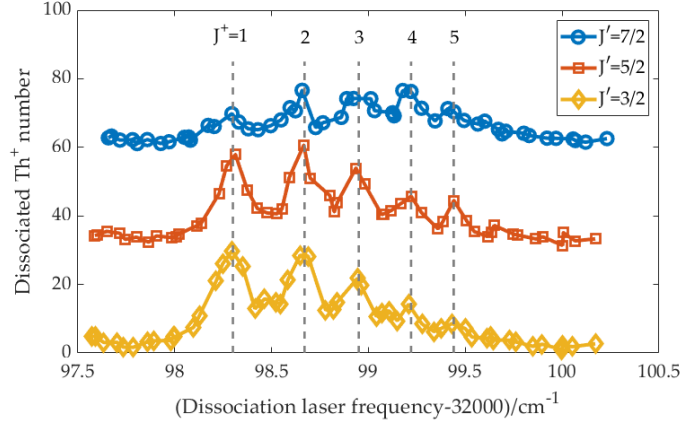 100
80
60
40
20
0
Dissociated Th⁺ number
J⁺=1
2
3
4
5
J'=7/2
J'=5/2
J'=3/2
97.5
98
98.5
99
99.5
100
100.5
(Dissociation laser frequency-32000)/cm⁻¹